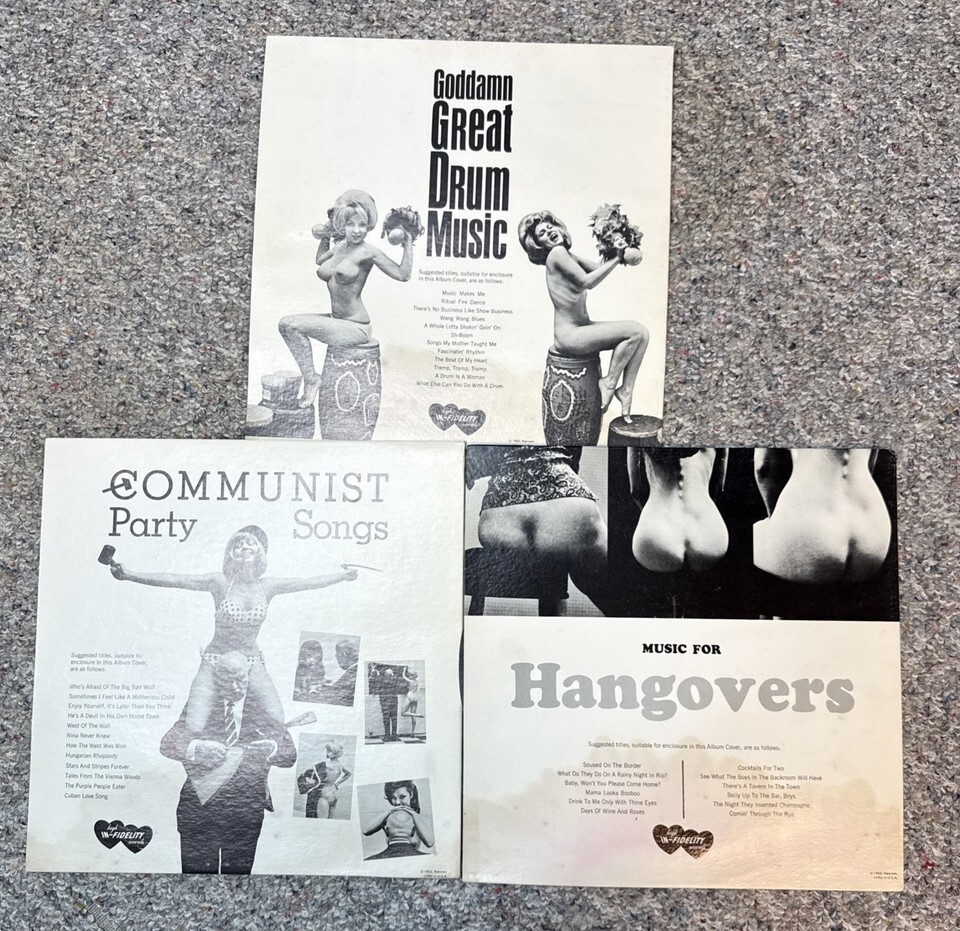 Goddamn
Great
Drum
Music
Suggested titles, suitable for enclosure
in this Album Cover, are as follows:
Music Makes Me
Ritual Fire Dance
There's No Business Like Show Business
Wang Wang Blues
A Whole Lotta Shakin' Goin' On
Sh-Boom
Songs My Mother Taught Me
Fascinatin' Rhythm
The Beat Of My Heart
Tramp, Tramp, Tramp
A Drum Is A Woman
What Else Can You Do With A Drum
high
IN-FIDELITY
COMMUNIST
Party Songs
Suggested titles, suitable for
enclosure in this Album Cover,
are as follows:
Who's Afraid Of The Big Bad Wolf
Sometimes I Feel Like A Motherless Child
Enjoy Yourself, It's Later Than You Think
He's A Devil In His Own Home Town
West Of The Wall
Nina Never Knew
How The West Was Won
Hungarian Rhapsody
Stars And Stripes Forever
Tales From The Vienna Woods
The Purple People Eater
Cuban Love Song
high
IN-FIDELITY
MUSIC FOR
Hangovers
Suggested titles, suitable for enclosure in this Album Cover, are as follows:
Soused On The Border
What Do They Do On A Rainy Night In Rio?
Baby, Won't You Please Come Home?
Mama Looka Booboo
Drink To Me Only With Thine Eyes
Days Of Wine And Roses
Cocktails For Two
See What The Boys In The Backroom Will Have
There's A Tavern In The Town
Belly Up To The Bar, Boys
The Night They Invented Champagne
Comin' Through The Rye
high
IN-FIDELITY